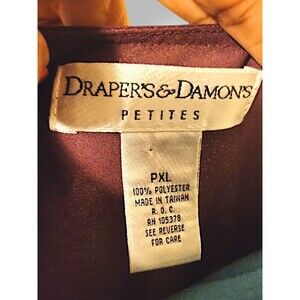 DRAPER'S & DAMON'S
PETITES
PXL
100% POLYESTER
MADE IN TAIWAN
R. O. C.
RN 105378
SEE REVERSE
FOR CARE